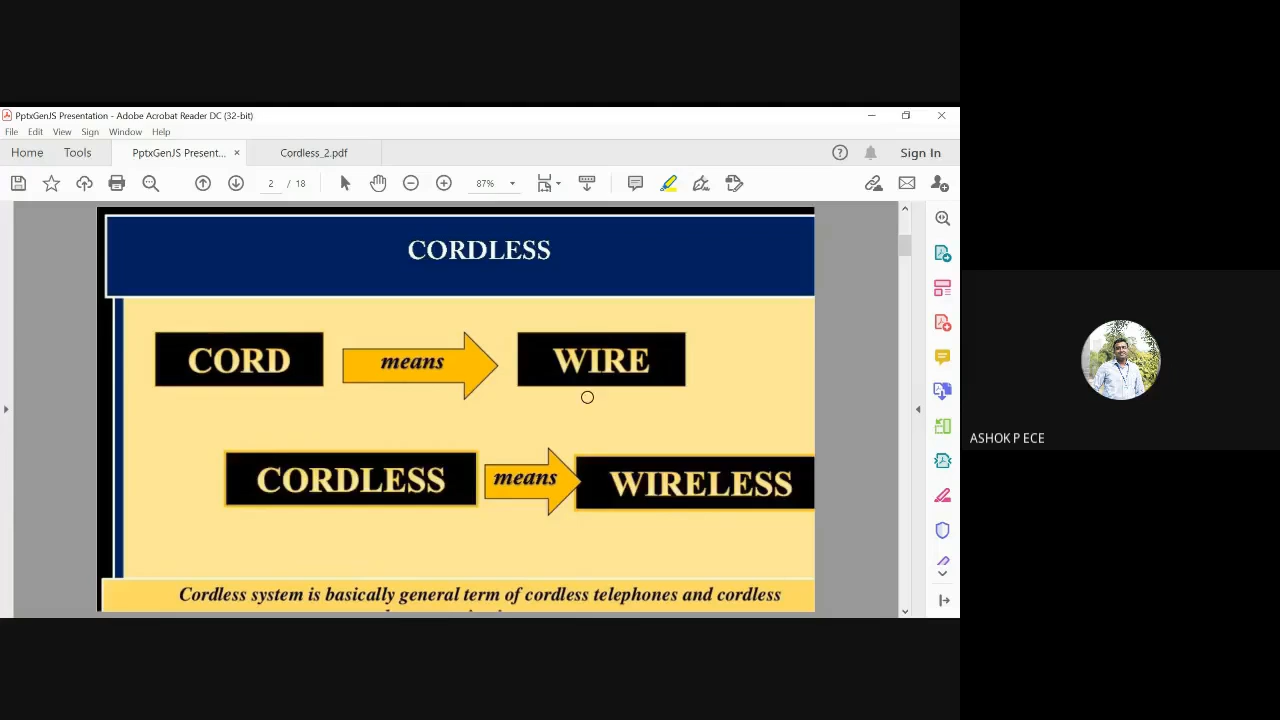 PptxGenJS Presentation - Adobe Acrobat Reader DC (32-bit)
File Edit View Window Help
Home Tools PptxGenJS Present... × Cordless_2.pdf Sign In
2 / 18 87%
CORDLESS
CORD means WIRE
CORDLESS means WIRELESS
Cordless system is basically general term of cordless telephones and cordless
ASHOK P ECE